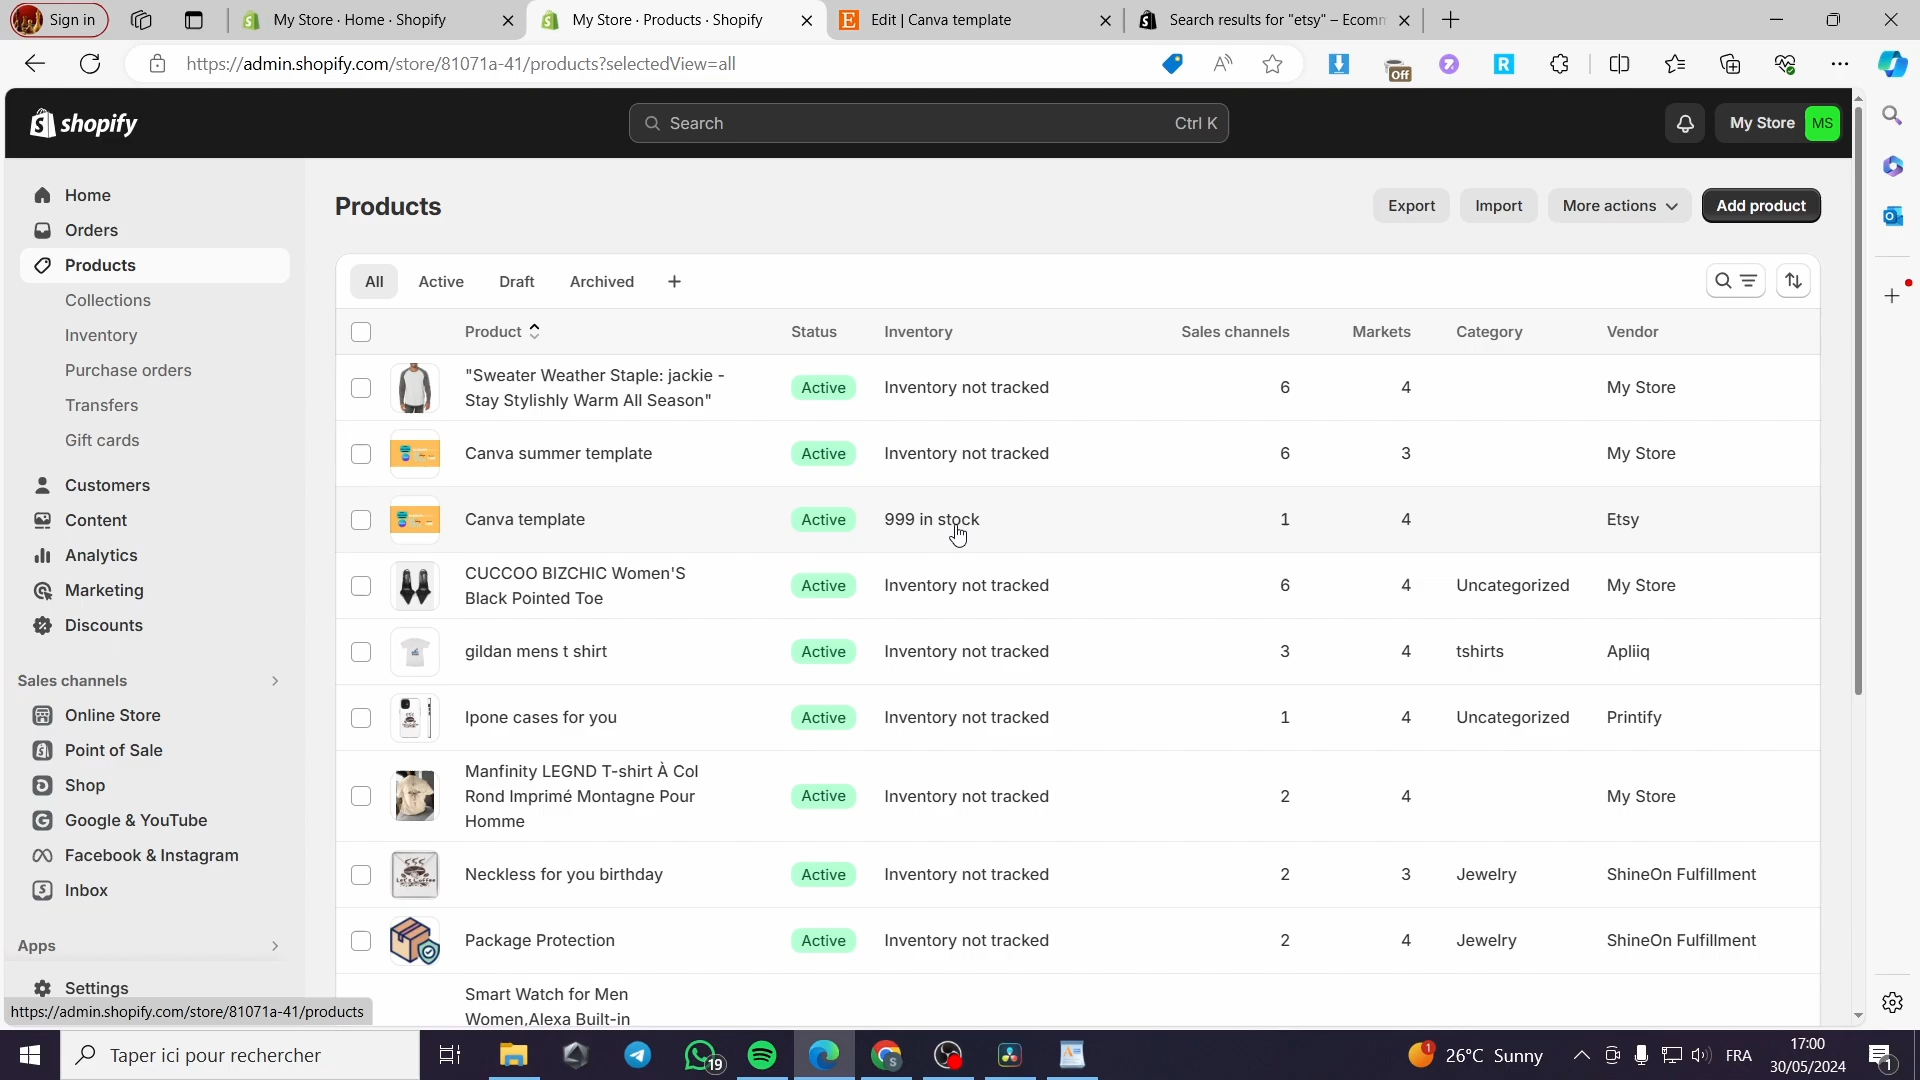 Sign in
My Store · Home · Shopify
My Store · Products · Shopify
Edit | Canva template
Search results for "etsy" – Ecomm
https://admin.shopify.com/store/81071a-41/products?selectedView=all
Off
shopify
Search
Ctrl K
My Store
MS
Home
Orders
Products
Collections
Inventory
Purchase orders
Transfers
Gift cards
Customers
Content
Analytics
Marketing
Discounts
Sales channels
Online Store
Point of Sale
Shop
Google & YouTube
Facebook & Instagram
Inbox
Apps
Settings
https://admin.shopify.com/store/81071a-41/products
Products
Export
Import
More actions
Add product
All
Active
Draft
Archived
Product
Status
Inventory
Sales channels
Markets
Category
Vendor
"Sweater Weather Staple: jackie -
Stay Stylishly Warm All Season"
Active
Inventory not tracked
6
4
My Store
Canva summer template
Active
Inventory not tracked
6
3
My Store
Canva template
Active
999 in stock
1
4
Etsy
CUCCOO BIZCHIC Women'S
Black Pointed Toe
Active
Inventory not tracked
6
4
Uncategorized
My Store
gildan mens t shirt
Active
Inventory not tracked
3
4
tshirts
Apliiq
Ipone cases for you
Active
Inventory not tracked
1
4
Uncategorized
Printify
Manfinity LEGND T-shirt À Col
Rond Imprimé Montagne Pour
Homme
Active
Inventory not tracked
2
4
My Store
Neckless for you birthday
Active
Inventory not tracked
2
3
Jewelry
ShineOn Fulfillment
Package Protection
Active
Inventory not tracked
2
4
Jewelry
ShineOn Fulfillment
Smart Watch for Men
Women,Alexa Built-in
Taper ici pour rechercher
19
26°C Sunny
FRA
17:00
30/05/2024
1